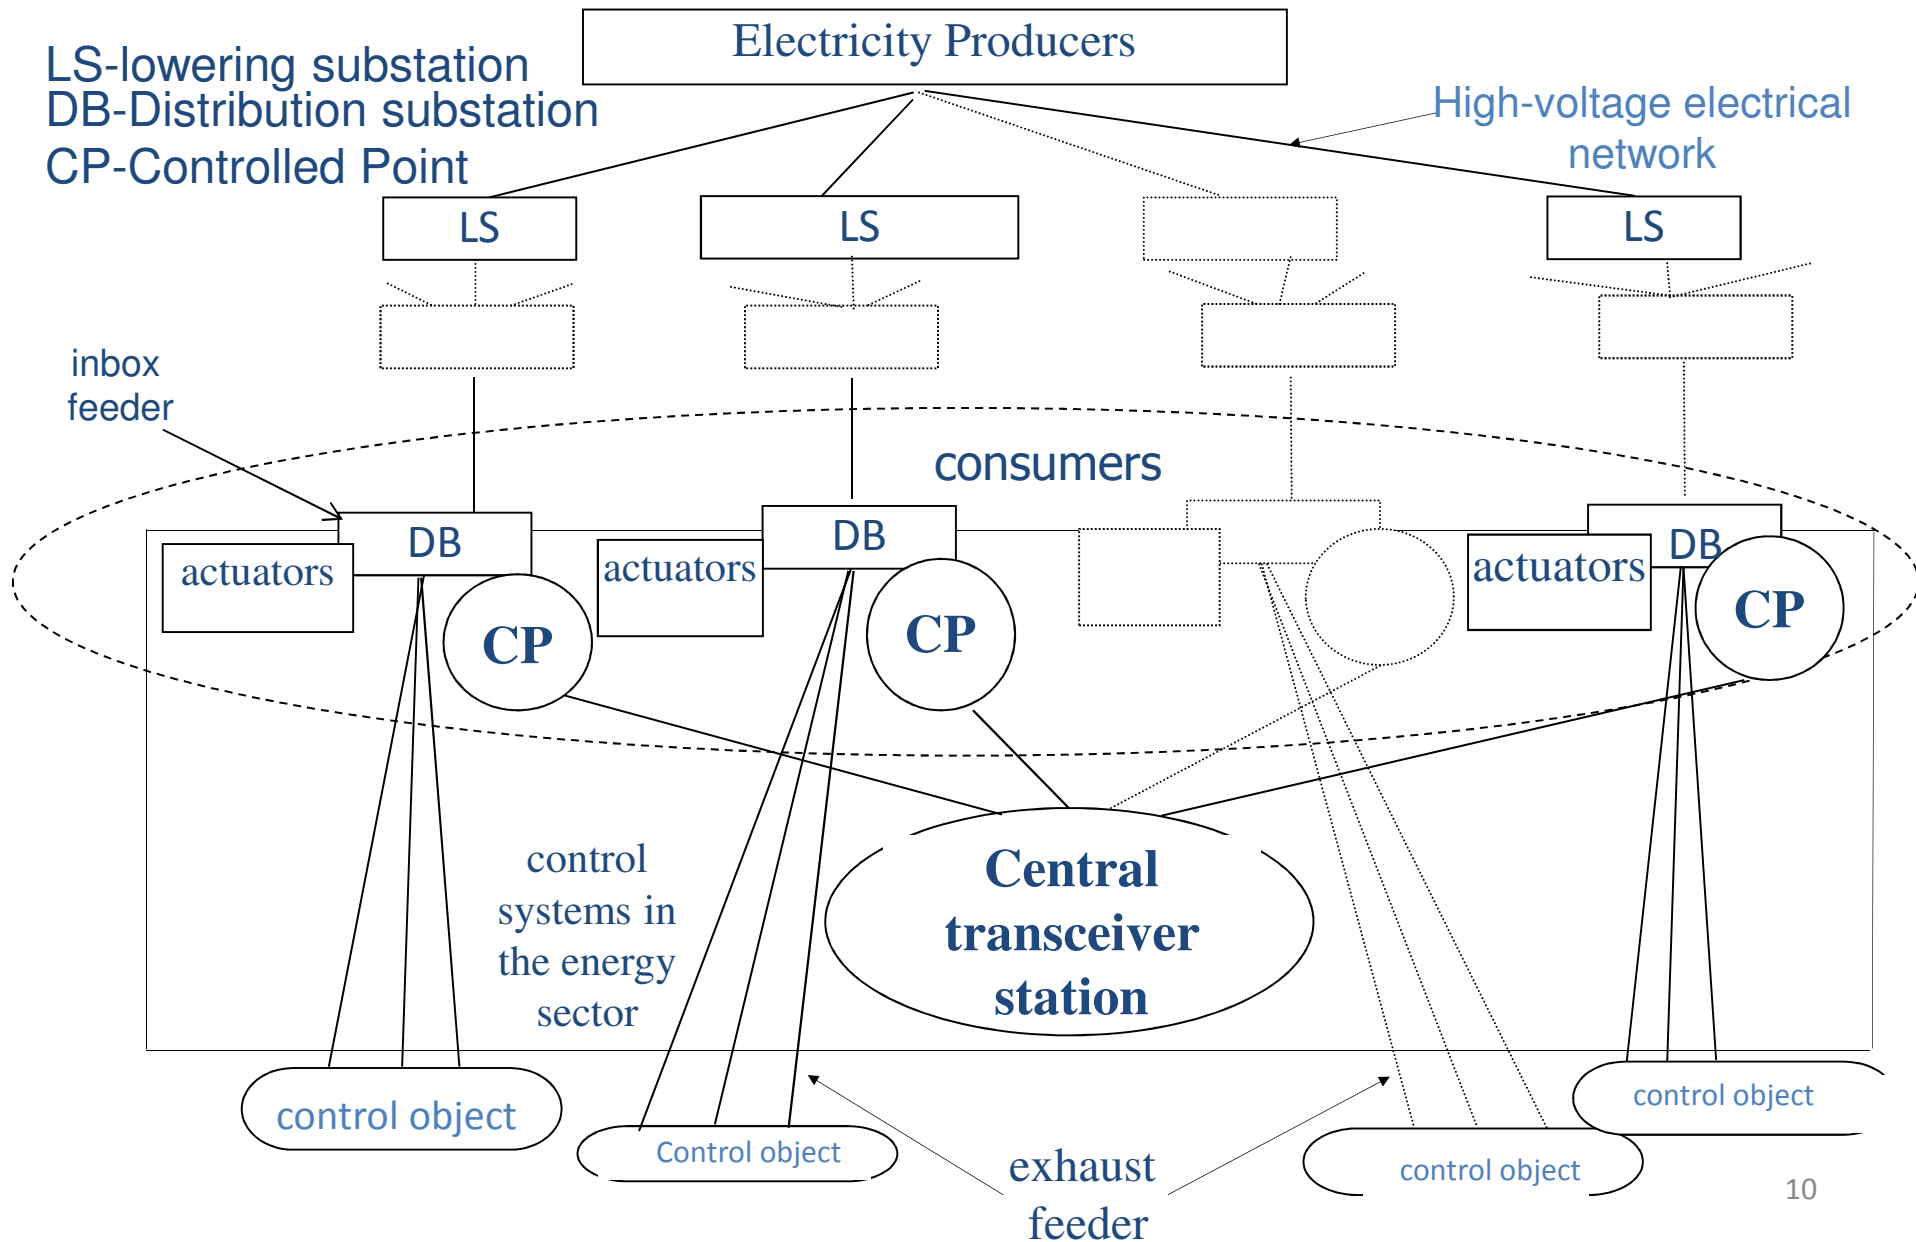 Electricity Producers
LS-lowering substation
DB-Distribution substation
CP-Controlled Point
High-voltage electrical
network
LS
LS
LS
inbox
feeder
consumers
DB
DB
DB
actuators
actuators
actuators
CP
CP
CP
control
systems in
the energy
sector
Central
transceiver
station
control object
Control object
control object
control object
exhaust
feeder
10